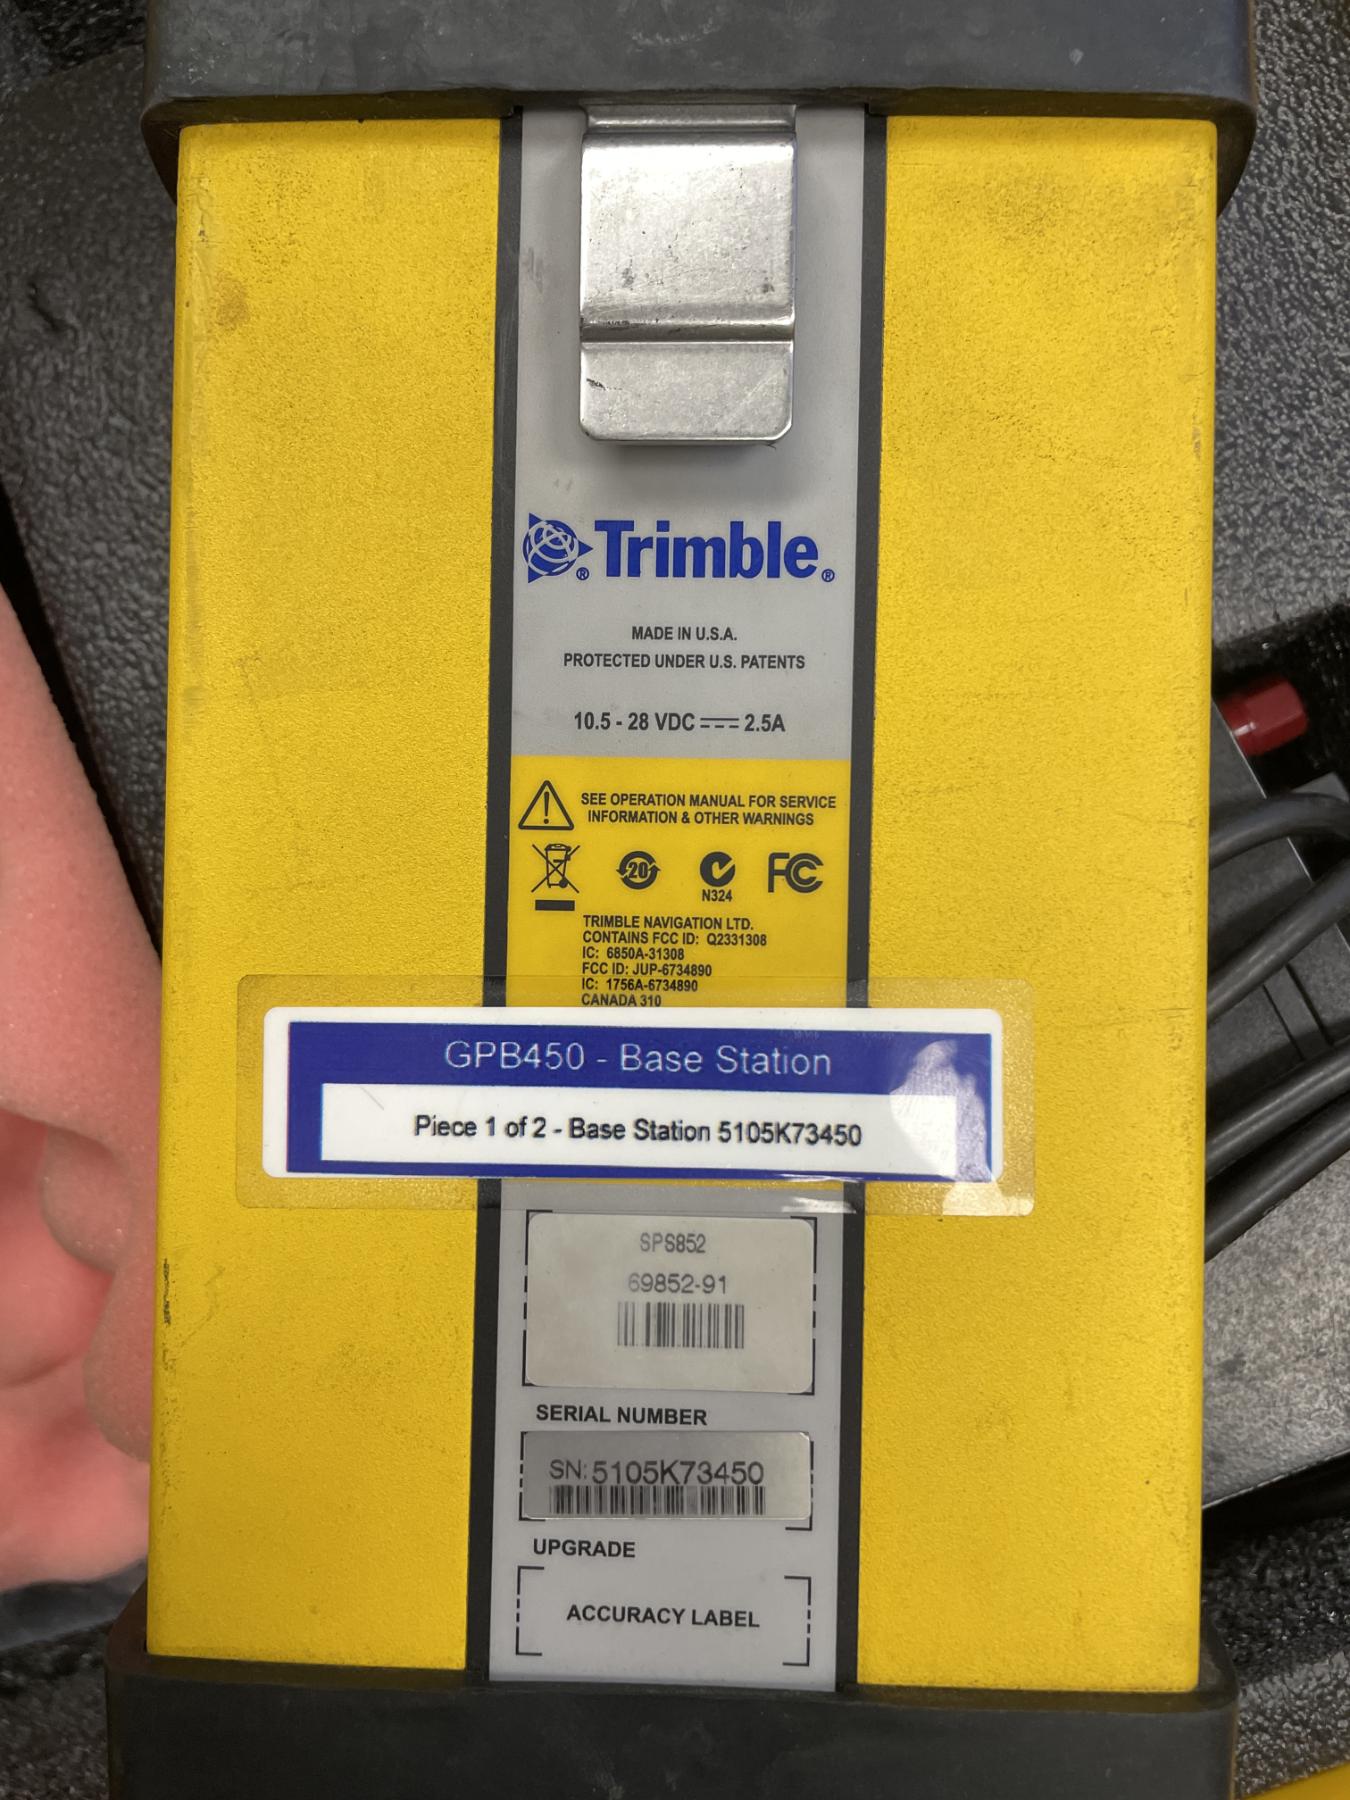 Trimble
MADE IN U.S.A.
PROTECTED UNDER U.S. PATENTS
10.5 - 28 VDC 2.5A
SEE OPERATION MANUAL FOR SERVICE
INFORMATION & OTHER WARNINGS
20
FC
N324
TRIMBLE NAVIGATION LTD.
CONTAINS FCC ID: Q2331308
IC: 6850A-31308
FCC ID: JUP-6734890
IC: 1756A-6734890
CANADA 310
GPB450 - Base Station
Piece 1 of 2 - Base Station 5105K73450
SPS852
69852-91
SERIAL NUMBER
SN: 5105K73450
UPGRADE
ACCURACY LABEL